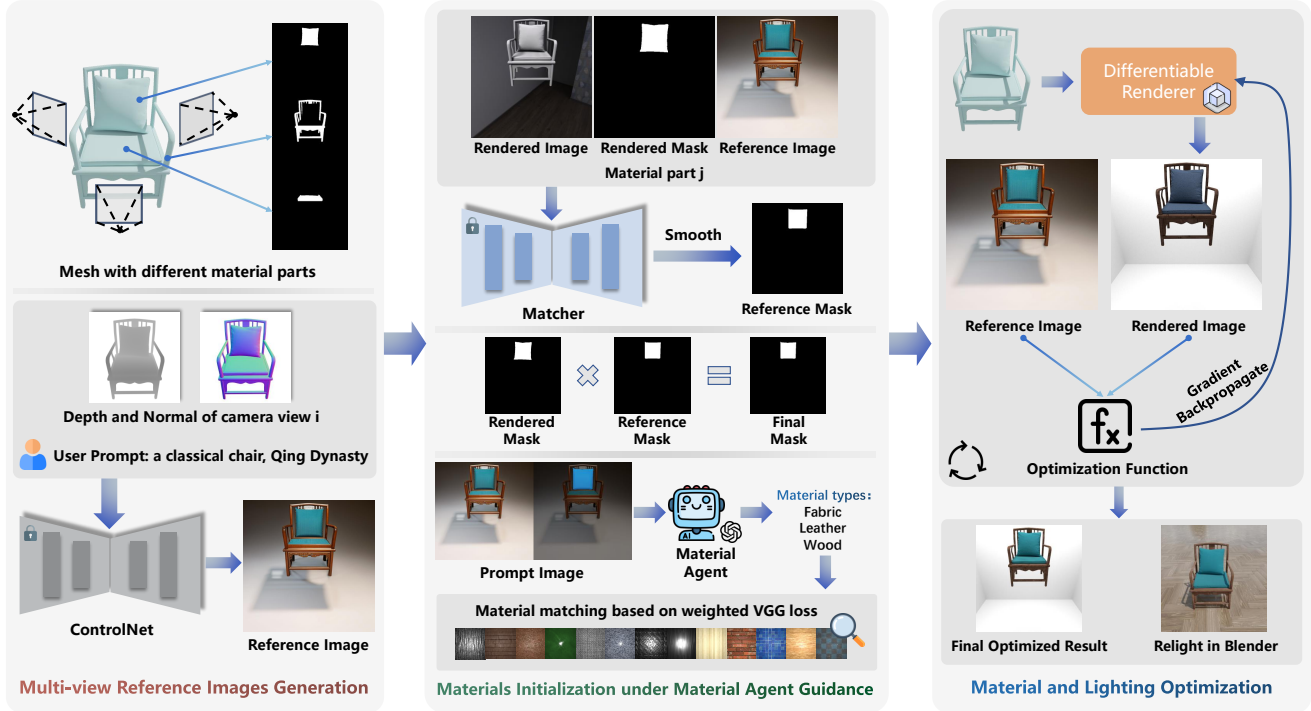 Mesh with different material parts
Depth and Normal of camera view i
User Prompt: a classical chair, Qing Dynasty
ControlNet
Reference Image
Multi-view Reference Images Generation
Rendered Image
Rendered Mask
Reference Image
Material part j
Matcher
Smooth
Reference Mask
Rendered
Mask
Reference
Mask
Final
Mask
Prompt Image
AI
Material
Agent
Material types:
Fabric
Leather
Wood
Material matching based on weighted VGG loss
Materials Initialization under Material Agent Guidance
Differentiable
Renderer
Reference Image
Rendered Image
Gradient
Backpropagate
fx
Optimization Function
Final Optimized Result
Relight in Blender
Material and Lighting Optimization